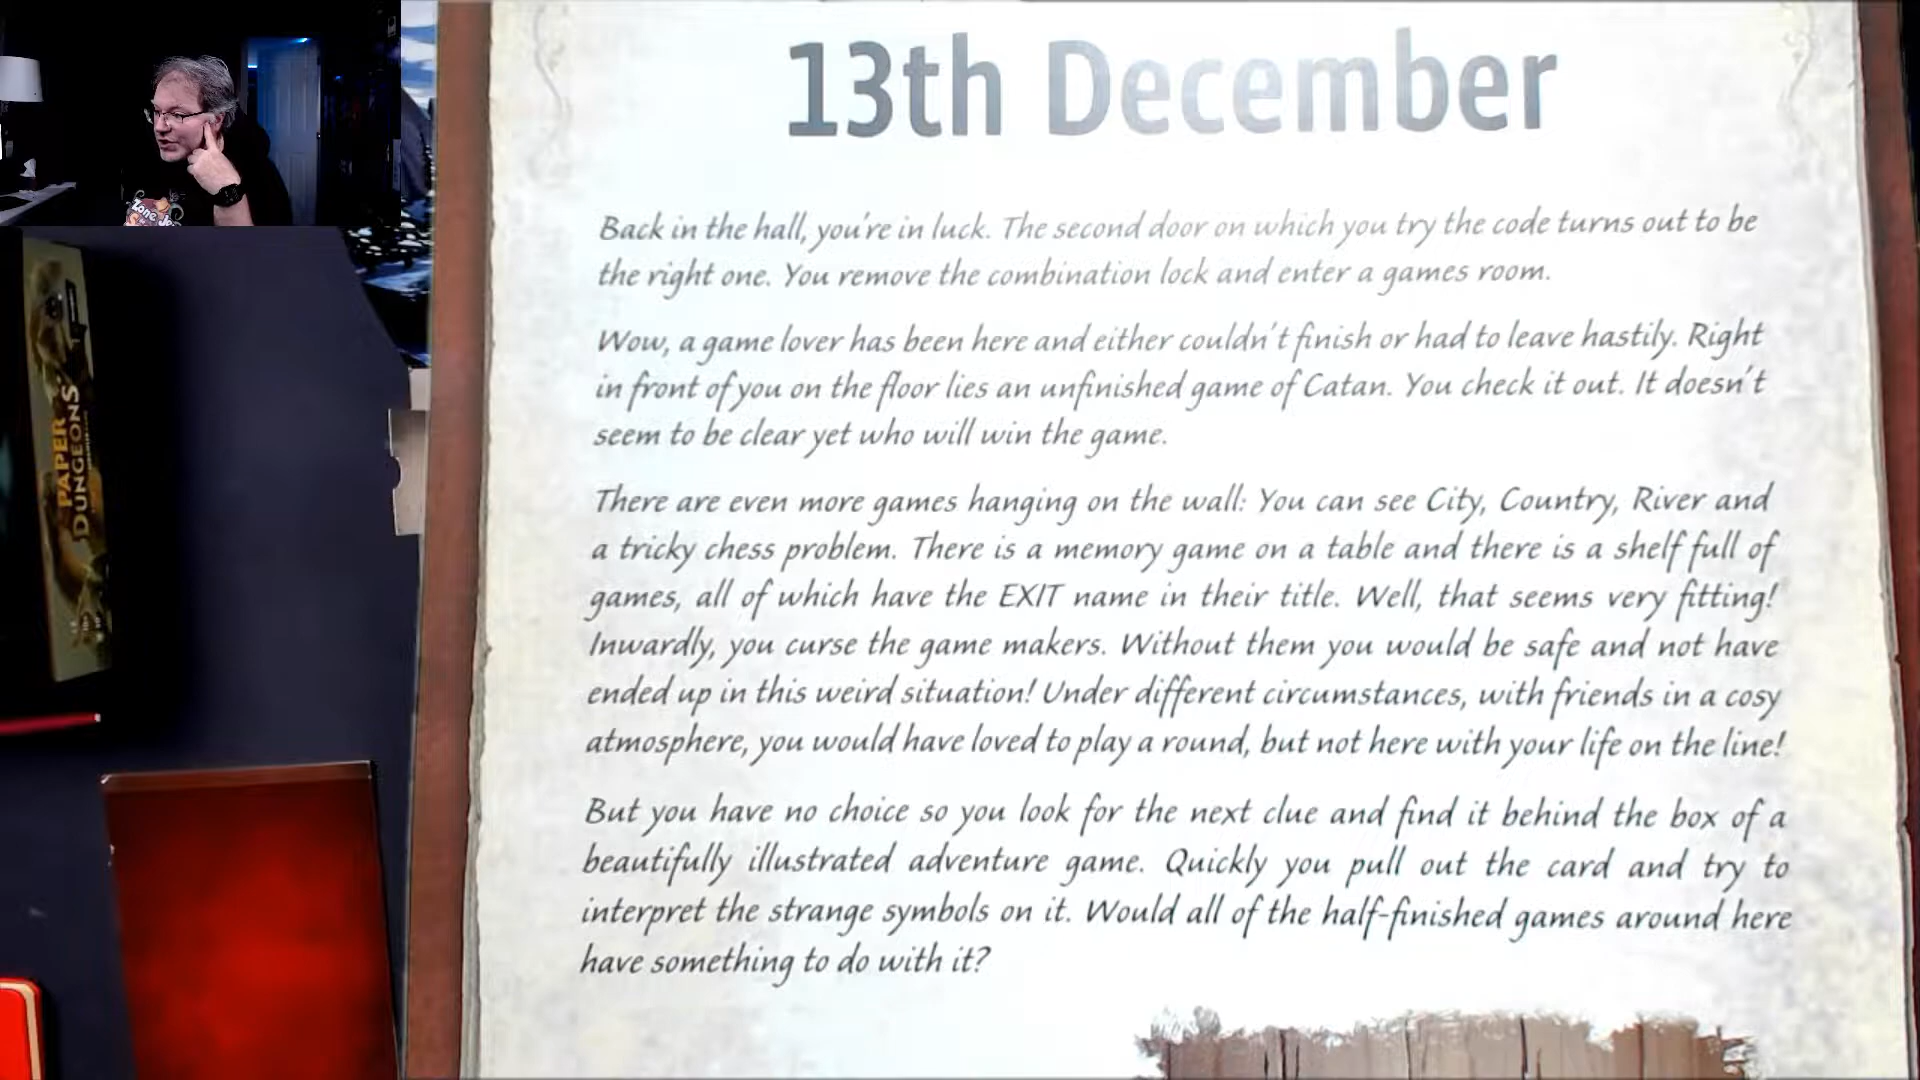 13th December
Back in the hall, you're in luck. The second door on which you try the code turns out to be
the right one. You remove the combination lock and enter a games room.
Wow, a game lover has been here and either couldn't finish or had to leave hastily. Right
in front of you on the floor lies an unfinished game of Catan. You check it out. It doesn't
seem to be clear yet who will win the game.
There are even more games hanging on the wall: You can see City, Country, River and
a tricky chess problem. There is a memory game on a table and there is a shelf full of
games, all of which have the EXIT name in their title. Well, that seems very fitting!
Inwardly, you curse the game makers. Without them you would be safe and not have
ended up in this weird situation! Under different circumstances, with friends in a cosy
atmosphere, you would have loved to play a round, but not here with your life on the line!
But you have no choice so you look for the next clue and find it behind the box of a
beautifully illustrated adventure game. Quickly you pull out the card and try to
interpret the strange symbols on it. Would all of the half-finished games around here
have something to do with it?
PAPER
DUNGEONS
Zone